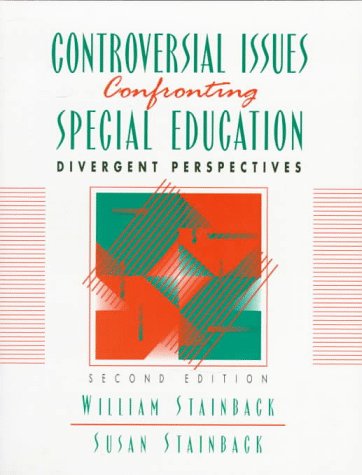 CONTROVERSIAL ISSUES
Confronting
SPECIAL EDUCATION
DIVERGENT PERSPECTIVES
SECOND EDITION
WILLIAM STAINBACK
SUSAN STAINBACK